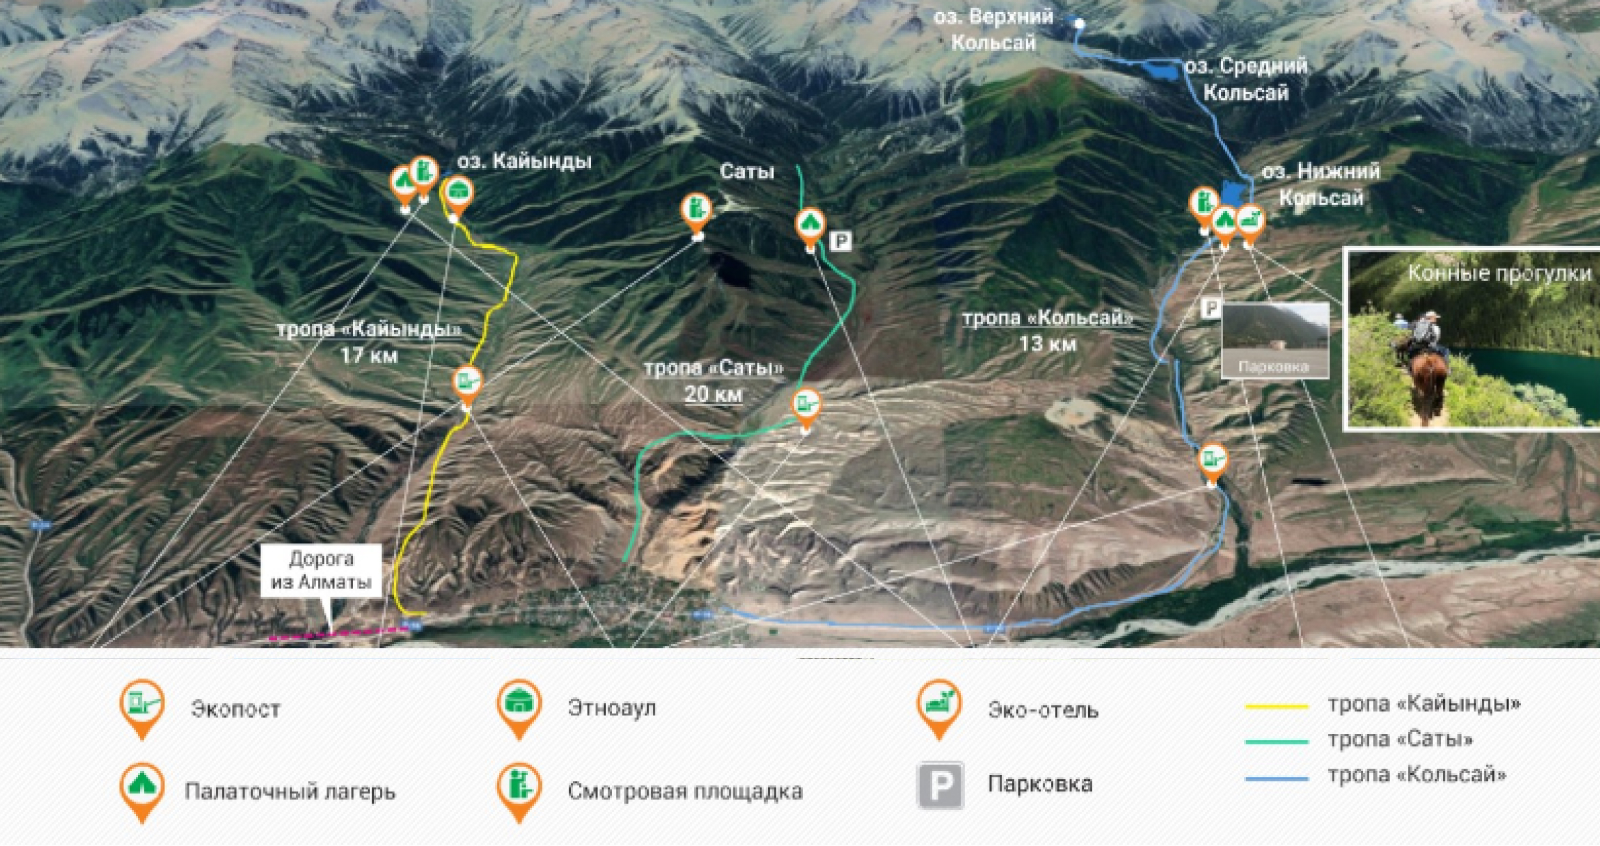 оз. Верхний
Кольсай
оз. Средний
Кольсай
оз. Кайынды
Саты
оз. Нижний
Кольсай
P
Конные прогулки
тропа «Кайынды»
17 км
тропа «Кольсай»
13 км
P
Парковка
тропа «Саты»
20 км
Дорога
из Алматы
Экопост
Этноаул
Эко-отель
тропа «Кайынды»
тропа «Саты»
тропа «Кольсай»
Палаточный лагерь
Смотровая площадка
P
Парковка